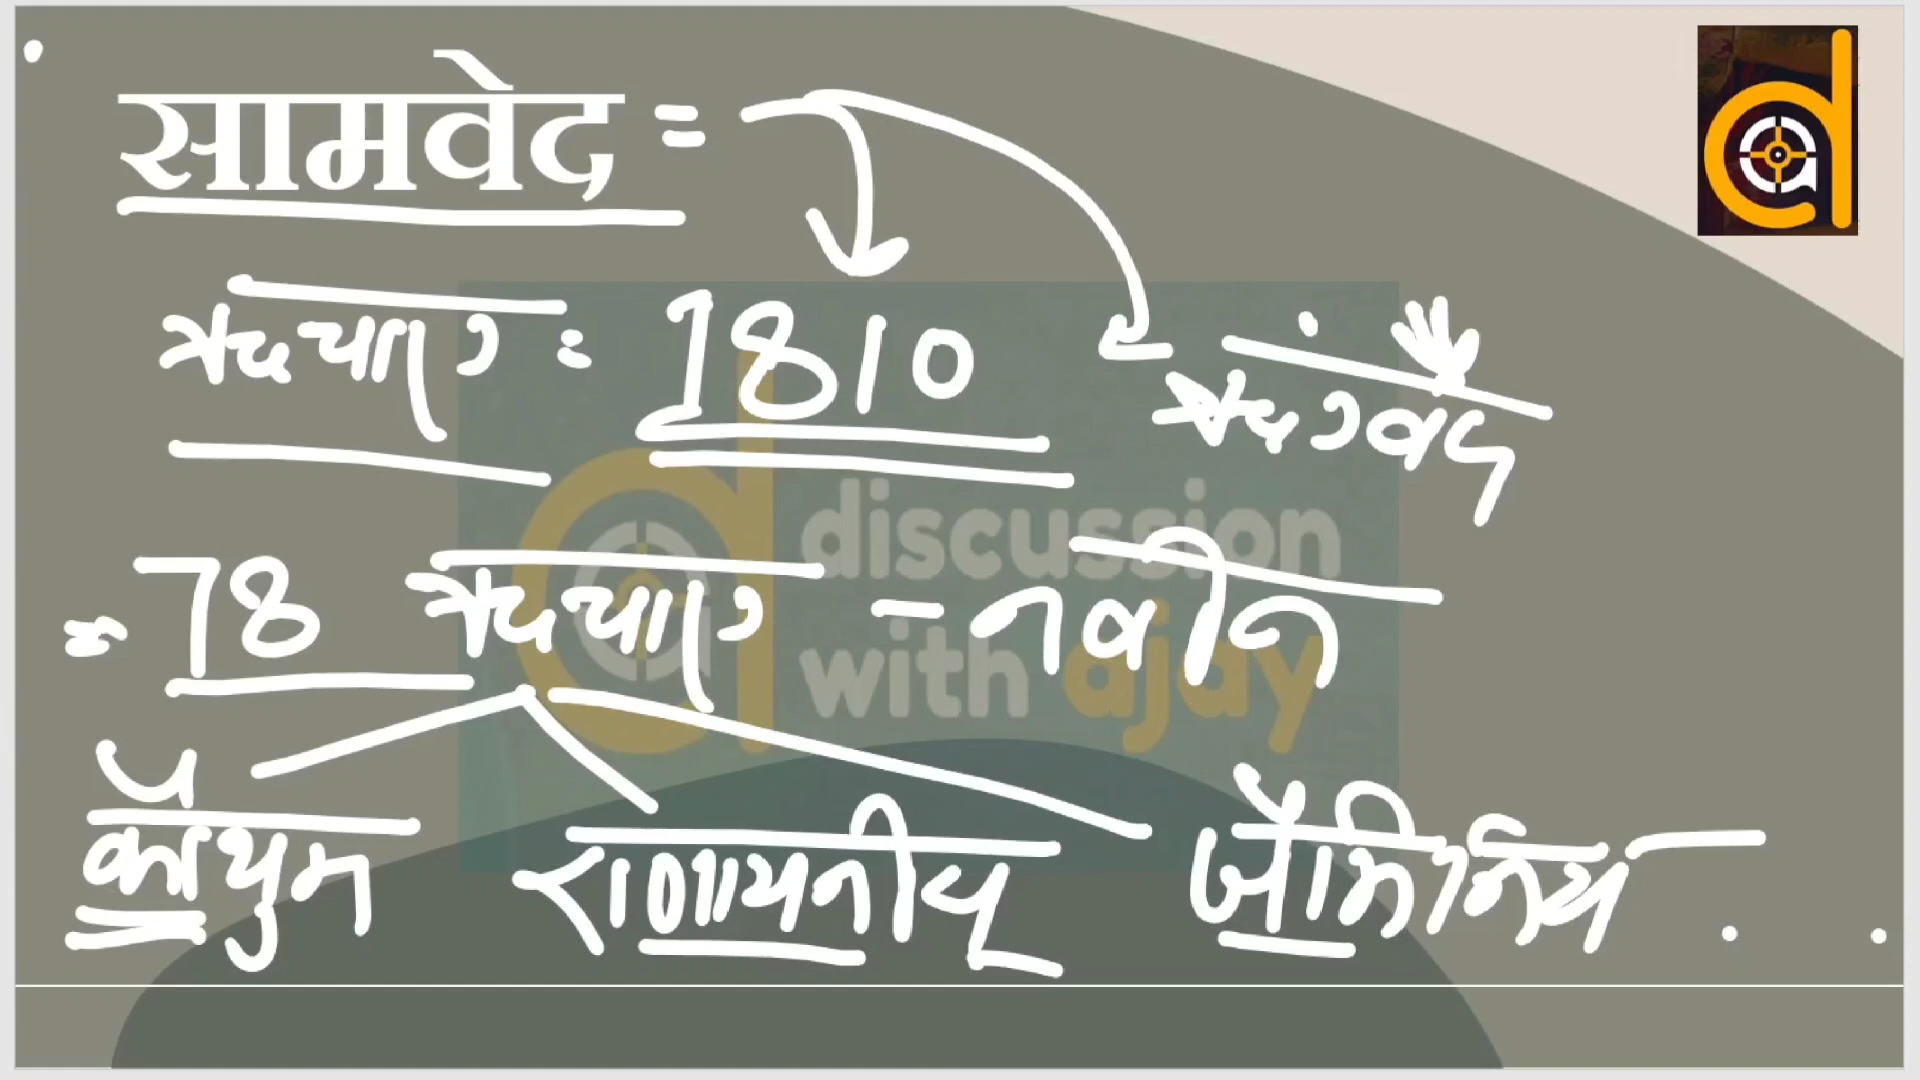 सामवेद =
ऋचाए : 1810 ऋग्वेद
= 78 ऋचाए - नवीन
कौथुम राणायनीय जैमिनिय
discussion
with ajay